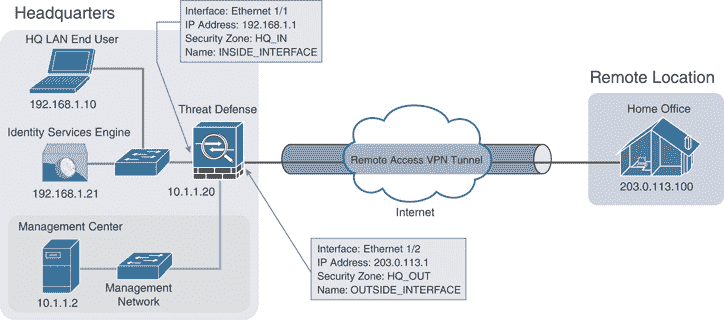 Headquarters
Interface: Ethernet 1/1
IP Address: 192.168.1.1
Security Zone: HQ_IN
Name: INSIDE_INTERFACE
HQ LAN End User
192.168.1.10
Threat Defense
Identity Services Engine
192.168.1.21
10.1.1.20
Management Center
10.1.1.2
Management
Network
Remote Access VPN Tunnel
Internet
Interface: Ethernet 1/2
IP Address: 203.0.113.1
Security Zone: HQ_OUT
Name: OUTSIDE_INTERFACE
Remote Location
Home Office
203.0.113.100